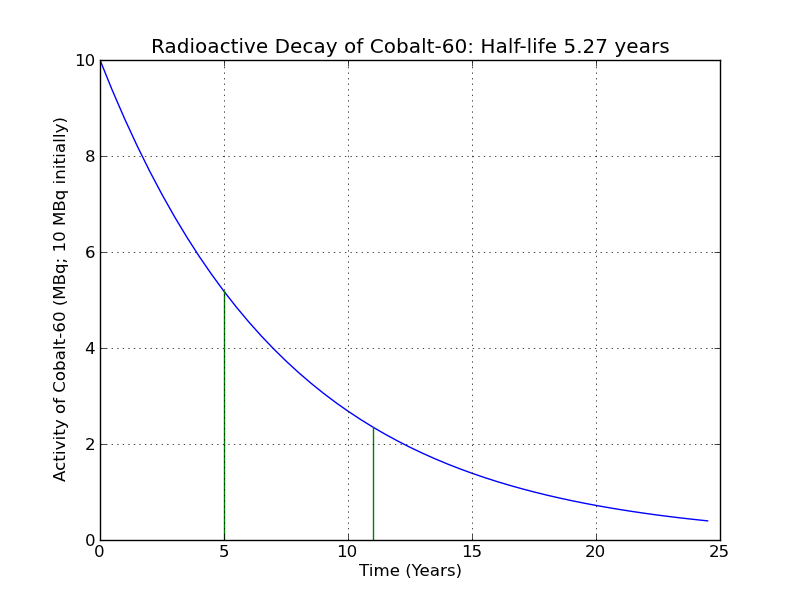 Radioactive Decay of Cobalt-60: Half-life 5.27 years
Activity of Cobalt-60 (MBq; 10 MBq initially)
10
8
6
4
2
0
0 5 10 15 20 25
Time (Years)